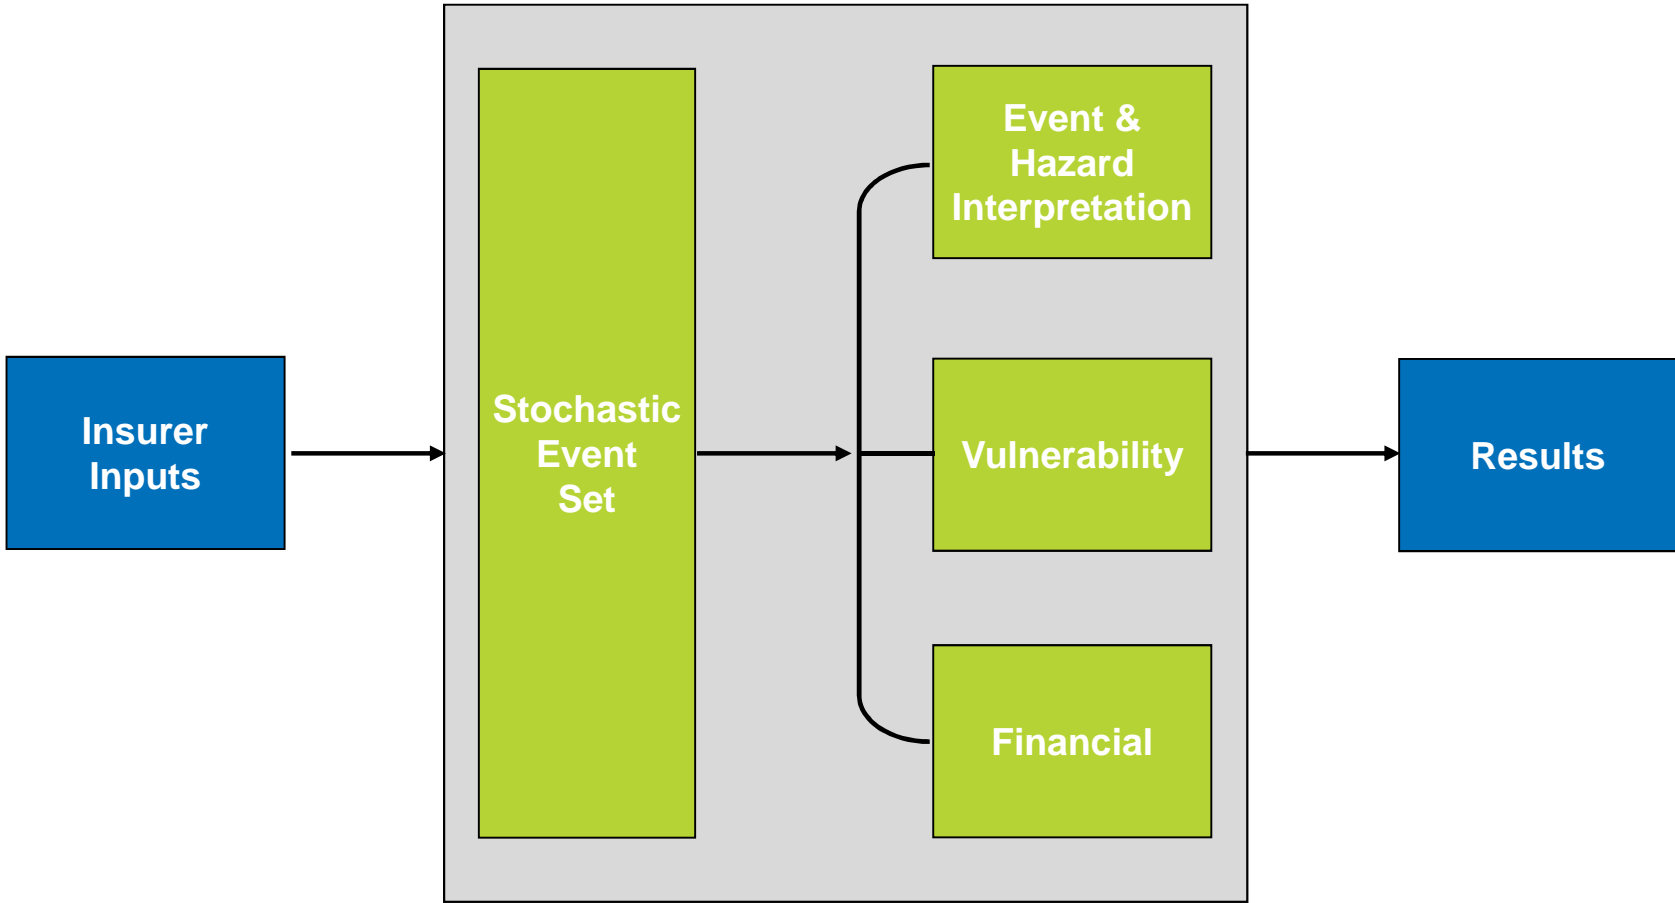 Insurer
Inputs
Stochastic
Event
Set
Event &
Hazard
Interpretation
Vulnerability
Financial
Results